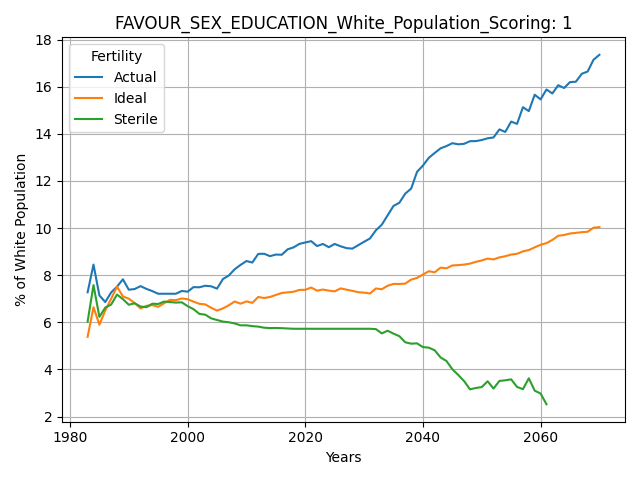 FAVOUR_SEX_EDUCATION_White_Population_Scoring: 1
% of White Population
18
16
14
12
10
8
6
4
2
Fertility
Actual
Ideal
Sterile
1980
2000
2020
2040
2060
Years